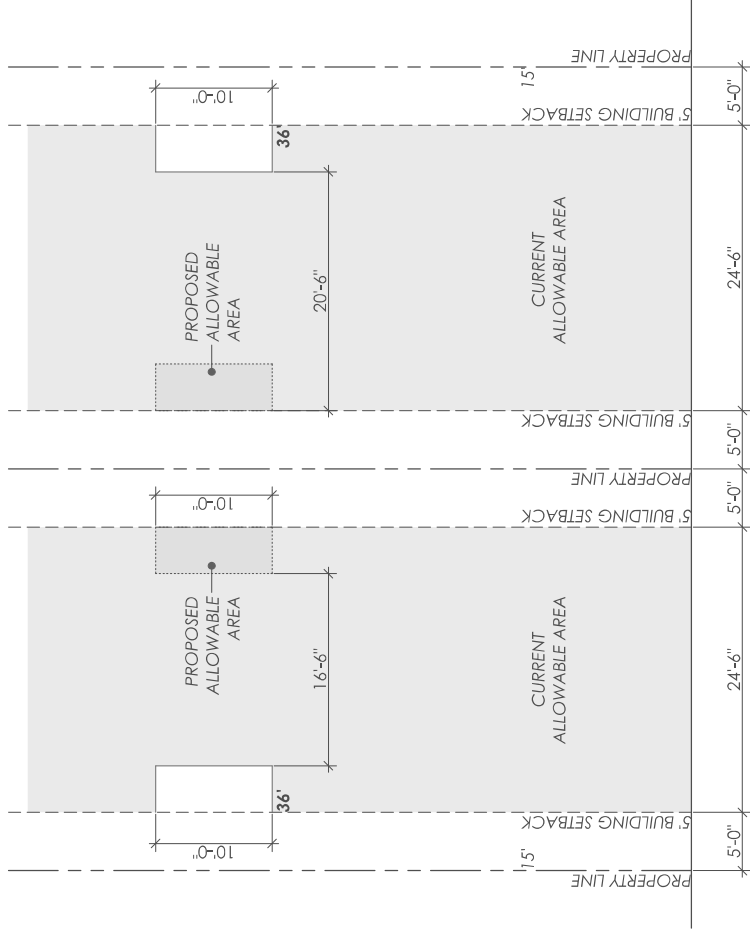 PROPERTY LINE
15'
10'-0"
5' BUILDING SETBACK
5'-0"
36'
PROPOSED
ALLOWABLE
AREA
20'-6"
CURRENT
ALLOWABLE AREA
24'-6"
5' BUILDING SETBACK
5'-0"
PROPERTY LINE
10'-0"
5'-0"
5' BUILDING SETBACK
PROPOSED
ALLOWABLE
AREA
16'-6"
CURRENT
ALLOWABLE AREA
24'-6"
36'
5' BUILDING SETBACK
10'-0"
15'
5'-0"
PROPERTY LINE